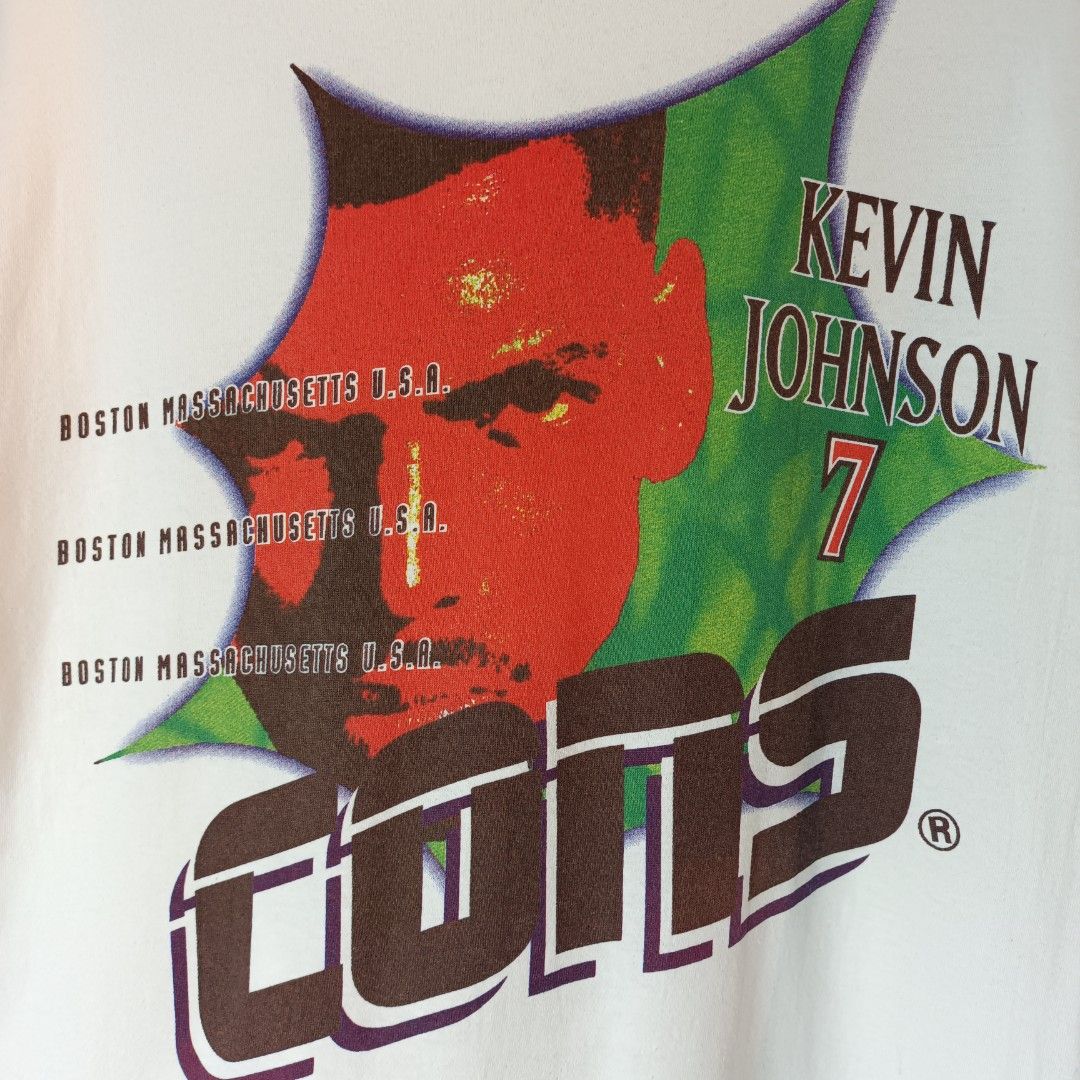 KEVIN
JOHNSON
7
BOSTON MASSACHUSETTS U.S.A.
BOSTON MASSACHUSETTS U.S.A.
BOSTON MASSACHUSETTS U.S.A.
CONS ®